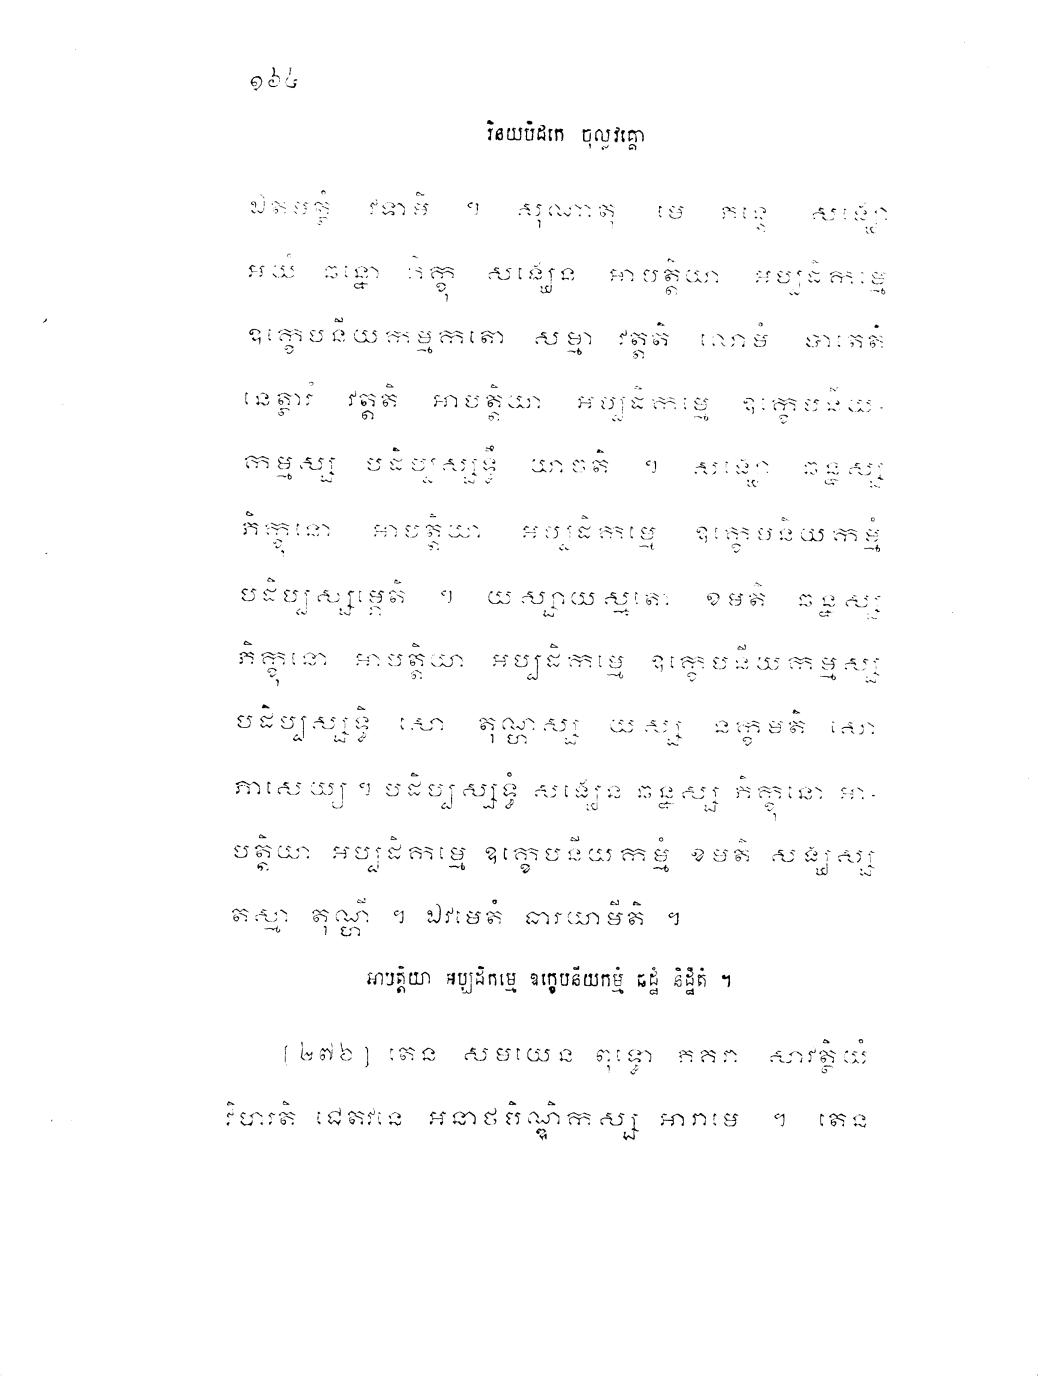 ១៦៤
វិនយបិដកេ ចុល្លវគ្គោ
ឯតមត្ថំ វទាមិ ។ សុណាតុ មេ ភន្តេ សង្ឃោ
អយំ ឆន្នោ ភិក្ខុ សង្ឃេន អាបត្តិយា អប្បដិកម្មេ
ឧក្ខេបនីយកម្មកតោ សម្មា វត្តតិ លោមំ បាតេតិ
នេត្ថារំ វត្តតិ អាបត្តិយា អប្បដិកម្មេ ឧក្ខេបនីយ-
កម្មស្ស បដិប្បស្សទ្ធឹ យាចតិ ។ សង្ឃោ ឆន្នស្ស
ភិក្ខុនោ អាបត្តិយា អប្បដិកម្មេ ឧក្ខេបនីយកម្មំ
បដិប្បស្សម្ភេតិ ។ យស្សាយស្មតោ ខមតិ ឆន្នស្ស
ភិក្ខុនោ អាបត្តិយា អប្បដិកម្មេ ឧក្ខេបនីយកម្មស្ស
បដិប្បស្សទ្ធិ សោ តុណ្ហស្ស យស្ស នក្ខមតិ សោ
ភាសេយ្យ ។ បដិប្បស្សទ្ធំ សង្ឃេន ឆន្នស្ស ភិក្ខុនោ អា-
បត្តិយា អប្បដិកម្មេ ឧក្ខេបនីយកម្មំ ខមតិ សង្ឃស្ស
តស្មា តុណ្ហី ។ ឯវមេតំ ធារយាមីតិ ។
អាបត្តិយា អប្បដិកម្មេ ឧក្ខេបនីយកម្មំ ឆដ្ឋំ និដ្ឋិតំ ។
[២៧៦] តេន សមយេន ពុទ្ធោ ភគវា សាវត្ថិយំ
វិហរតិ ជេតវនេ អនាថបិណ្ឌិកស្ស អារាមេ ។ តេន